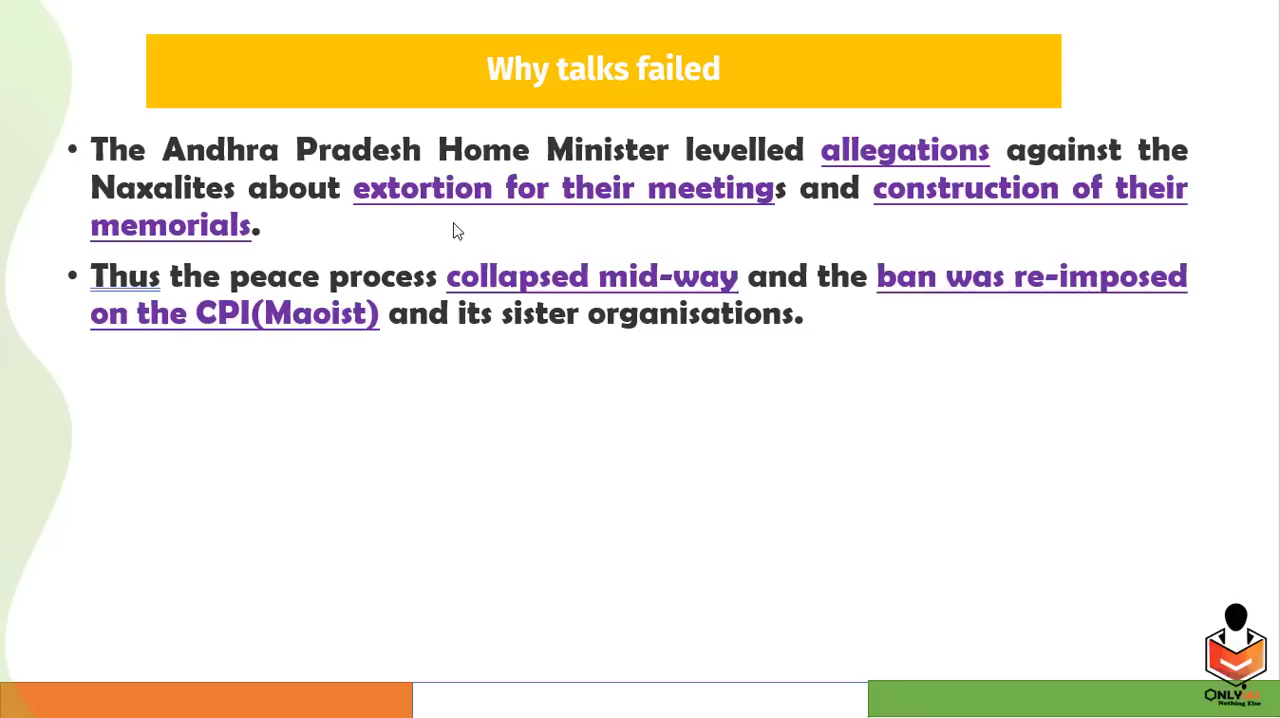 Why talks failed
• The Andhra Pradesh Home Minister levelled allegations against the
Naxalites about extortion for their meetings and construction of their
memorials.
• Thus the peace process collapsed mid-way and the ban was re-imposed
on the CPI(Maoist) and its sister organisations.
ONLY
Nothing Else